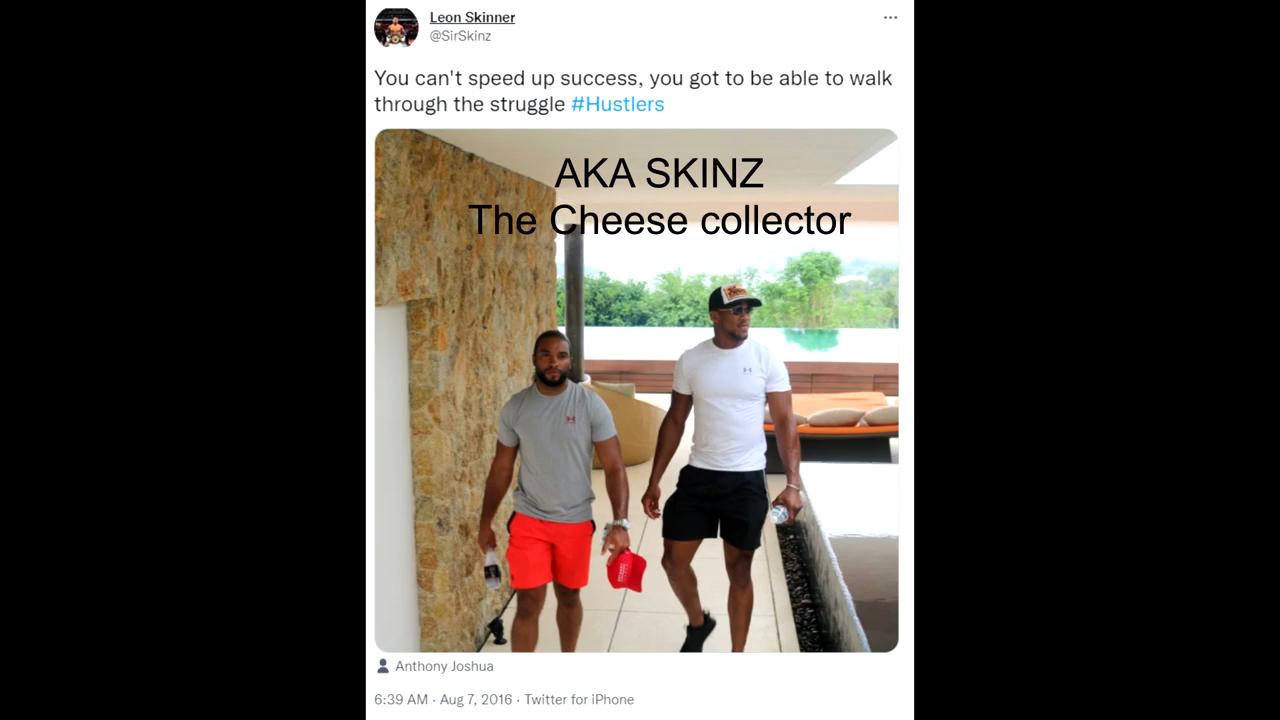 Leon Skinner
@SirSkinz
You can't speed up success, you got to be able to walk
through the struggle #Hustlers
AKA SKINZ
The Cheese collector
Anthony Joshua
6:39 AM · Aug 7, 2016 · Twitter for iPhone